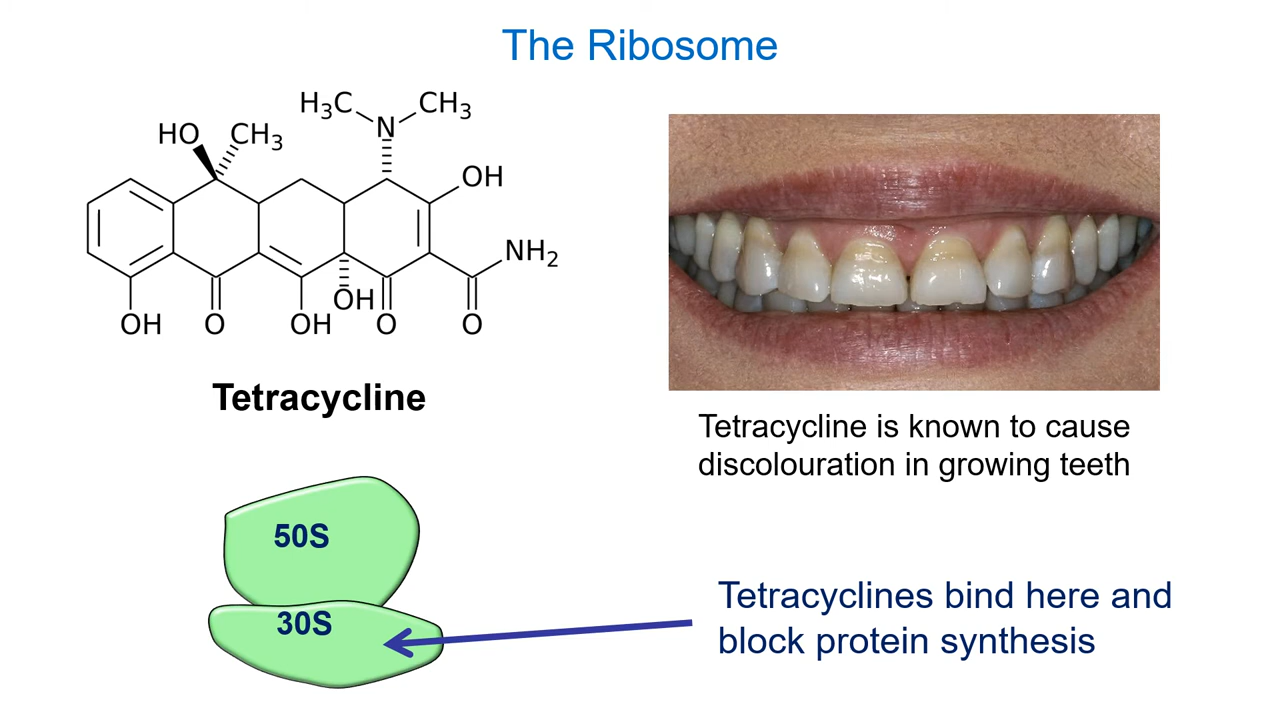 The Ribosome
H₃C
CH₃
N
HO
CH₃
OH
NH₂
OH
OH
O
OH
O
O
Tetracycline
Tetracycline is known to cause
discolouration in growing teeth
50S
30S
Tetracyclines bind here and
block protein synthesis